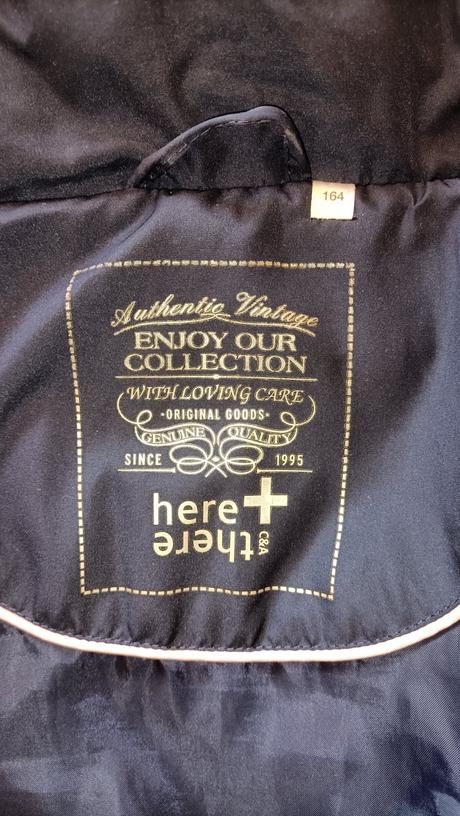 164
Authentic Vintage
ENJOY OUR
COLLECTION
WITH LOVING CARE
•ORIGINAL GOODS•
GENUINE QUALITY
SINCE 1995
here+
there C&A